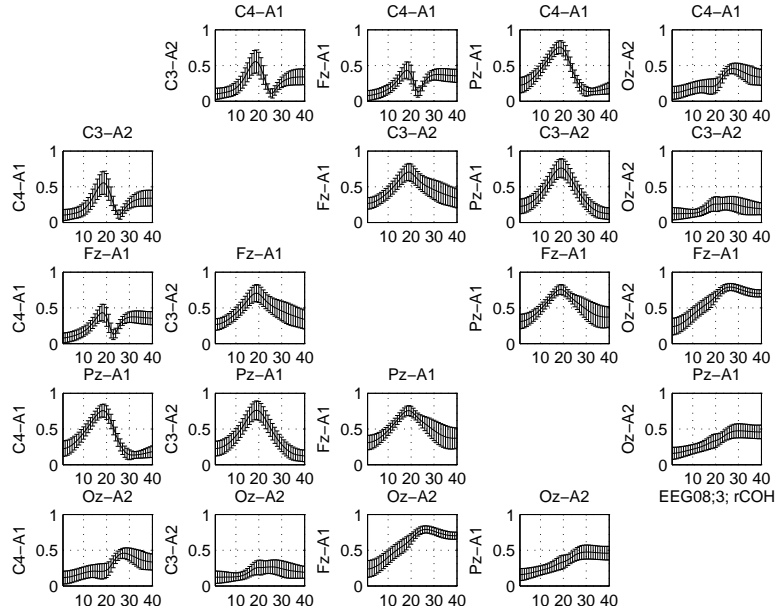 C4−A1 C4−A1 C4−A1 C4−A1
C3−A2 1 0.5 0 10 20 30 40
Fz−A1 1 0.5 0 10 20 30 40
Pz−A1 1 0.5 0 10 20 30 40
Oz−A2 1 0.5 0 10 20 30 40
C3−A2 C3−A2 C3−A2 C3−A2
C4−A1 1 0.5 0 10 20 30 40
Fz−A1 1 0.5 0 10 20 30 40
Pz−A1 1 0.5 0 10 20 30 40
Oz−A2 1 0.5 0 10 20 30 40
Fz−A1 Fz−A1 Fz−A1 Fz−A1
C4−A1 1 0.5 0 10 20 30 40
C3−A2 1 0.5 0 10 20 30 40
Pz−A1 1 0.5 0 10 20 30 40
Oz−A2 1 0.5 0 10 20 30 40
Pz−A1 Pz−A1 Pz−A1 Pz−A1
C4−A1 1 0.5 0 10 20 30 40
C3−A2 1 0.5 0 10 20 30 40
Fz−A1 1 0.5 0 10 20 30 40
Oz−A2 1 0.5 0 10 20 30 40
Oz−A2 Oz−A2 Oz−A2 Oz−A2
EEG08;3; rCOH
C4−A1 1 0.5 0 10 20 30 40
C3−A2 1 0.5 0 10 20 30 40
Fz−A1 1 0.5 0 10 20 30 40
Pz−A1 1 0.5 0 10 20 30 40